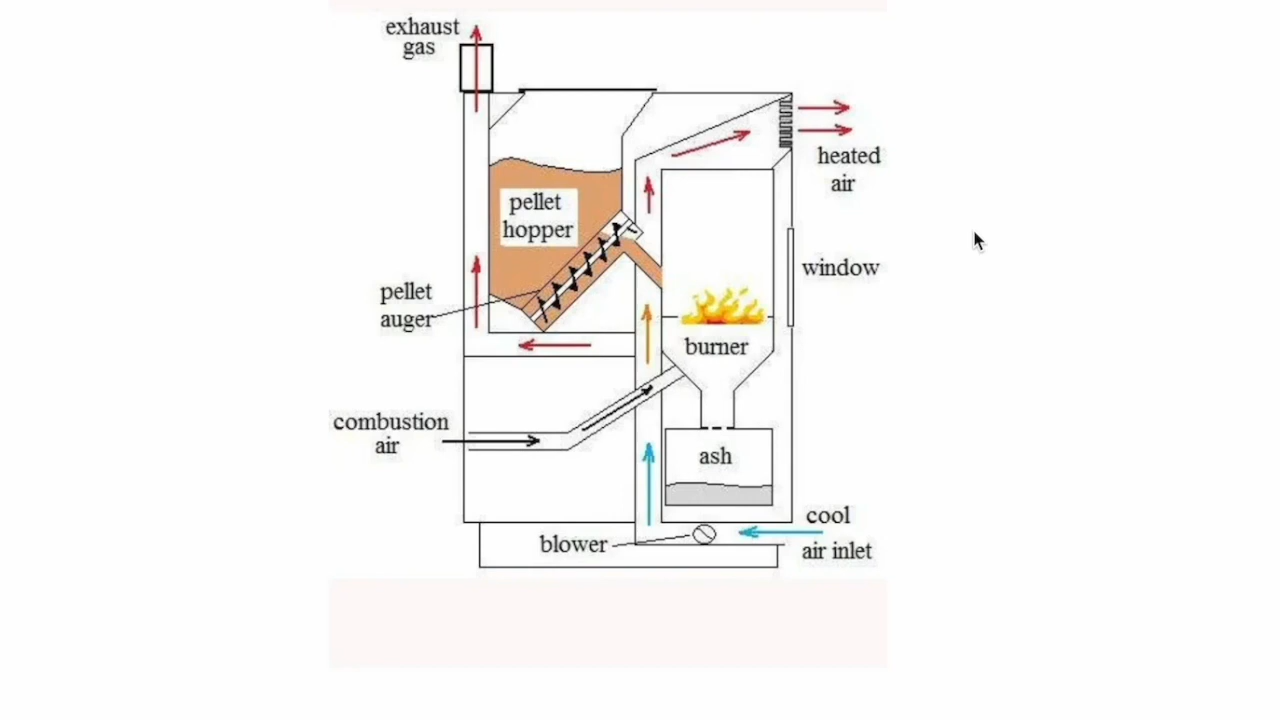 exhaust
gas
heated
air
pellet
hopper
window
pellet
auger
burner
combustion
air
ash
cool
air inlet
blower